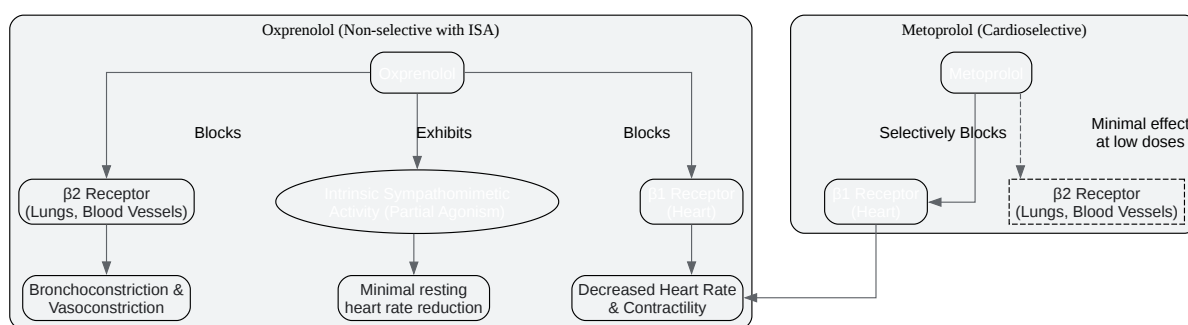 Oxprenolol (Non-selective with ISA)
Metoprolol (Cardioselective)
Oxprenolol
Metoprolol
Blocks
Exhibits
Blocks
Selectively Blocks
Minimal effect
at low doses
β2 Receptor
(Lungs, Blood Vessels)
Intrinsic Sympathomimetic
Activity (Partial Agonism)
β1 Receptor
(Heart)
β1 Receptor
(Heart)
β2 Receptor
(Lungs, Blood Vessels)
Bronchoconstriction &
Vasoconstriction
Minimal resting
heart rate reduction
Decreased Heart Rate
& Contractility